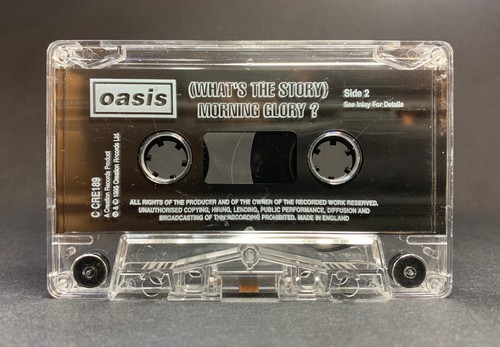 oasis
(WHAT'S THE STORY)
MORNING GLORY ?
Side 2
See Inlay For Details
C CRE189
A Creation Records Product
℗ & © 1995 Creation Records Ltd.
ALL RIGHTS OF THE PRODUCER AND OF THE OWNER OF THE RECORDED WORK RESERVED.
UNAUTHORISED COPYING, HIRING, LENDING, PUBLIC PERFORMANCE, DIFFUSION AND
BROADCASTING OF THIS RECORDING PROHIBITED. MADE IN ENGLAND